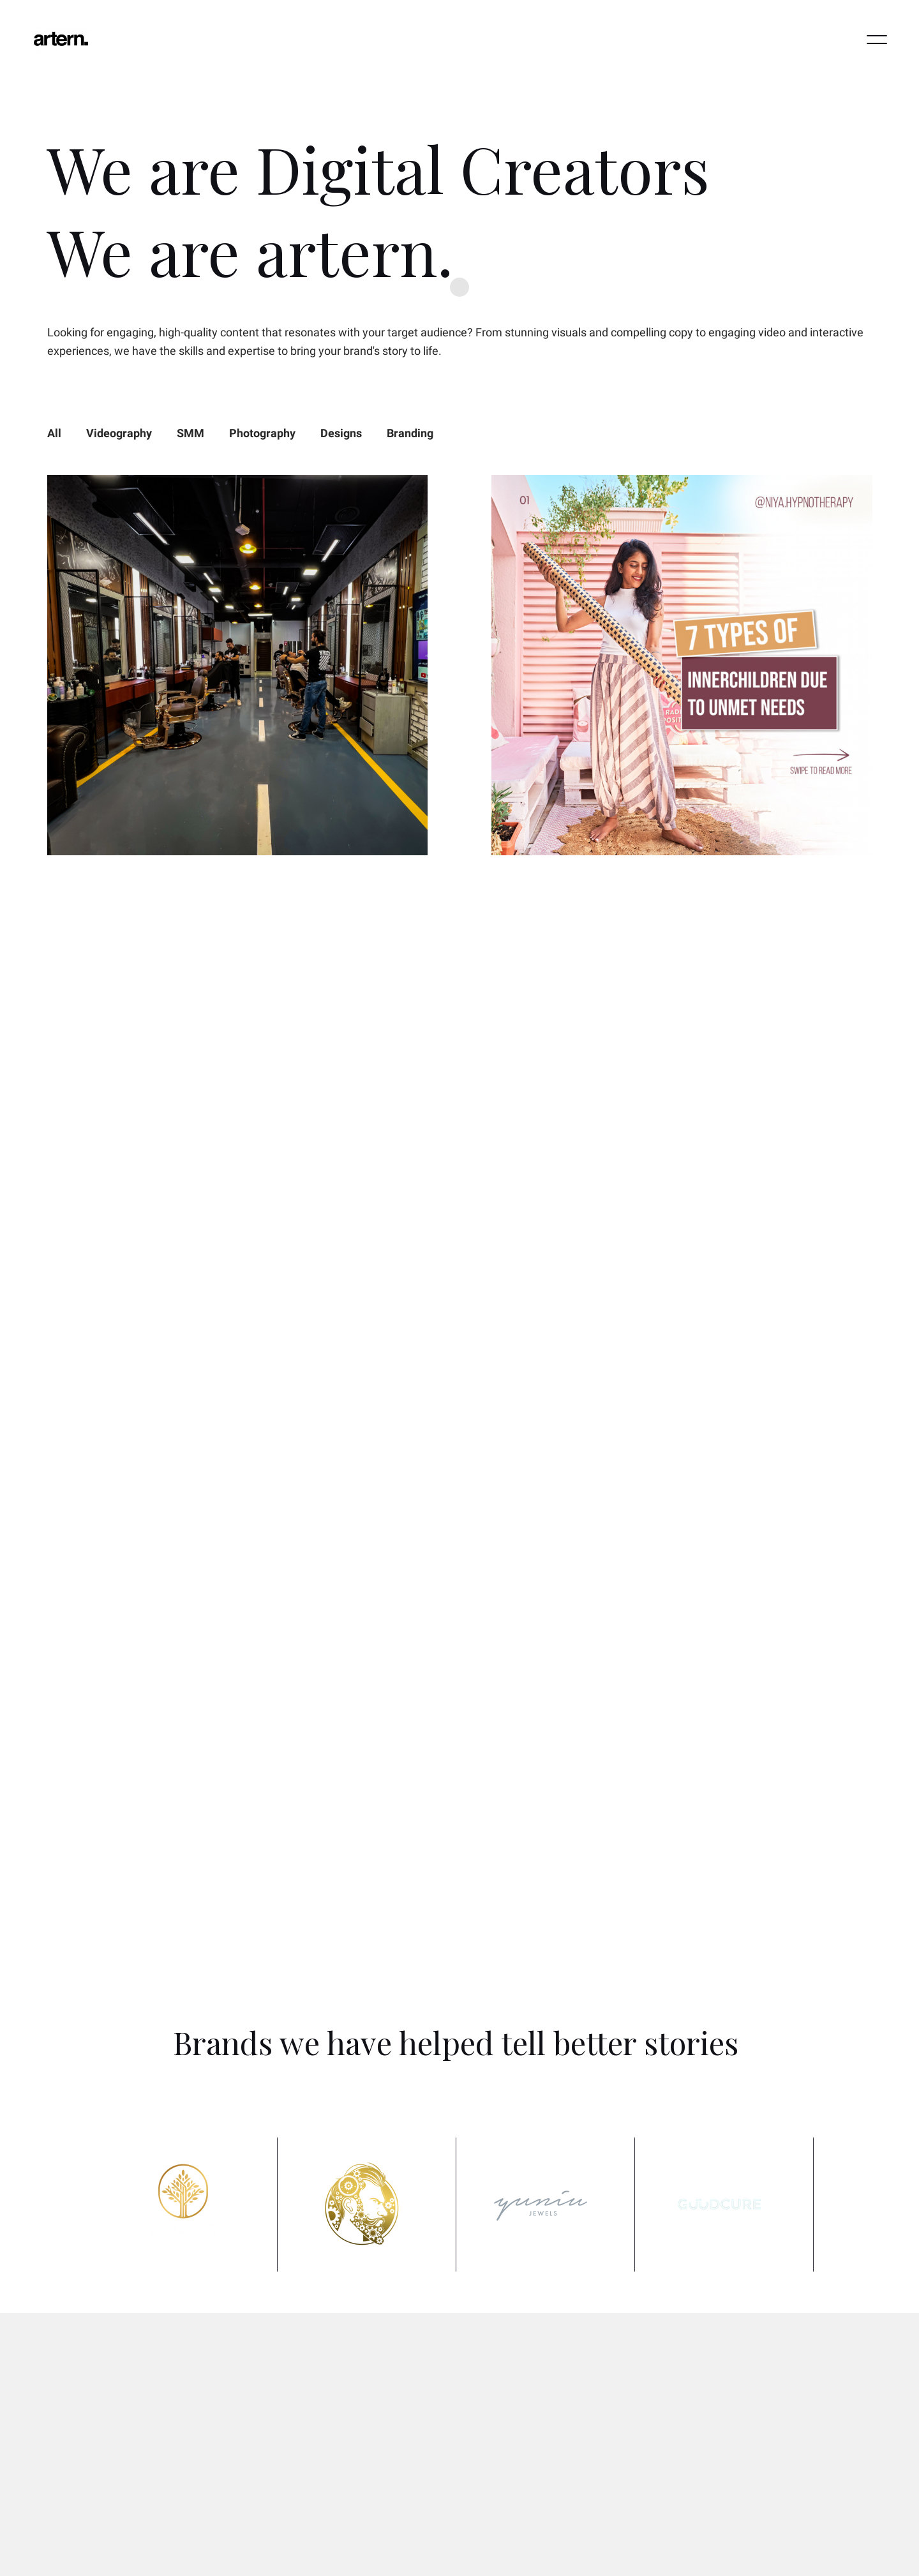 artern.
We are Digital Creators
We are artern.
Looking for engaging, high-quality content that resonates with your target audience? From stunning visuals and compelling copy to engaging video and interactive
experiences, we have the skills and expertise to bring your brand's story to life.
All Videography SMM Photography Designs Branding
01
@NIYA.HYPNOTHERAPY
7 TYPES OF
INNERCHILDREN DUE
TO UNMET NEEDS
SWIPE TO READ MORE
Brands we have helped tell better stories
yuniu
JEWELS